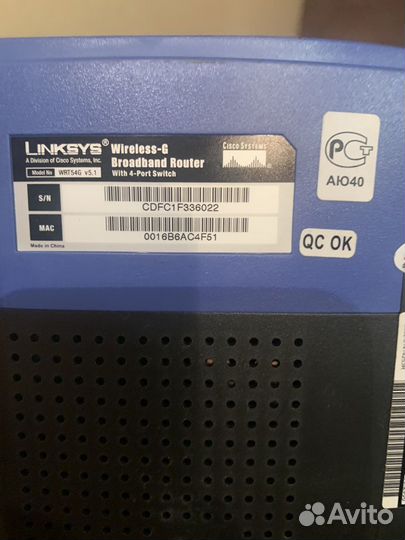 LINKSYS®
A Division of Cisco Systems, Inc.
Model No WRT54G v5.1
Wireless-G
Broadband Router
With 4-Port Switch
CISCO SYSTEMS
S/N
CDFC1F336022
MAC
0016B6AC4F51
Made in China
РСТ
АЮ40
QC OK
Avito